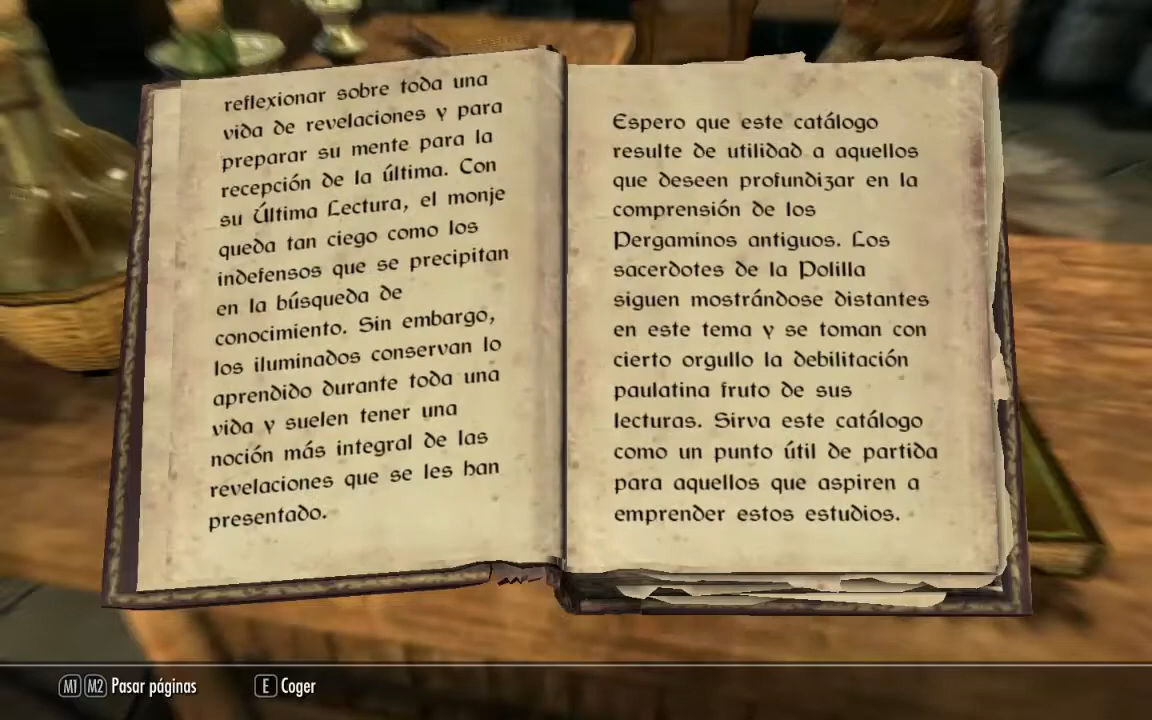 reflexionar sobre toda una
vida de revelaciones y para
preparar su mente para la
recepción de la última. Con
su Última Lectura, el monje
queda tan ciego como los
indefensos que se precipitan
en la búsqueda de
conocimiento. Sin embargo,
los iluminados conservan lo
aprendido durante toda una
vida y suelen tener una
noción más integral de las
revelaciones que se les han
presentado.
Espero que este catálogo
resulte de utilidad a aquellos
que deseen profundizar en la
comprensión de los
Pergaminos antiguos. Los
sacerdotes de la Polilla
siguen mostrándose distantes
en este tema y se toman con
cierto orgullo la debilitación
paulatina fruto de sus
lecturas. Sirva este catálogo
como un punto útil de partida
para aquellos que aspiren a
emprender estos estudios.
M1 M2 Pasar páginas
E Coger